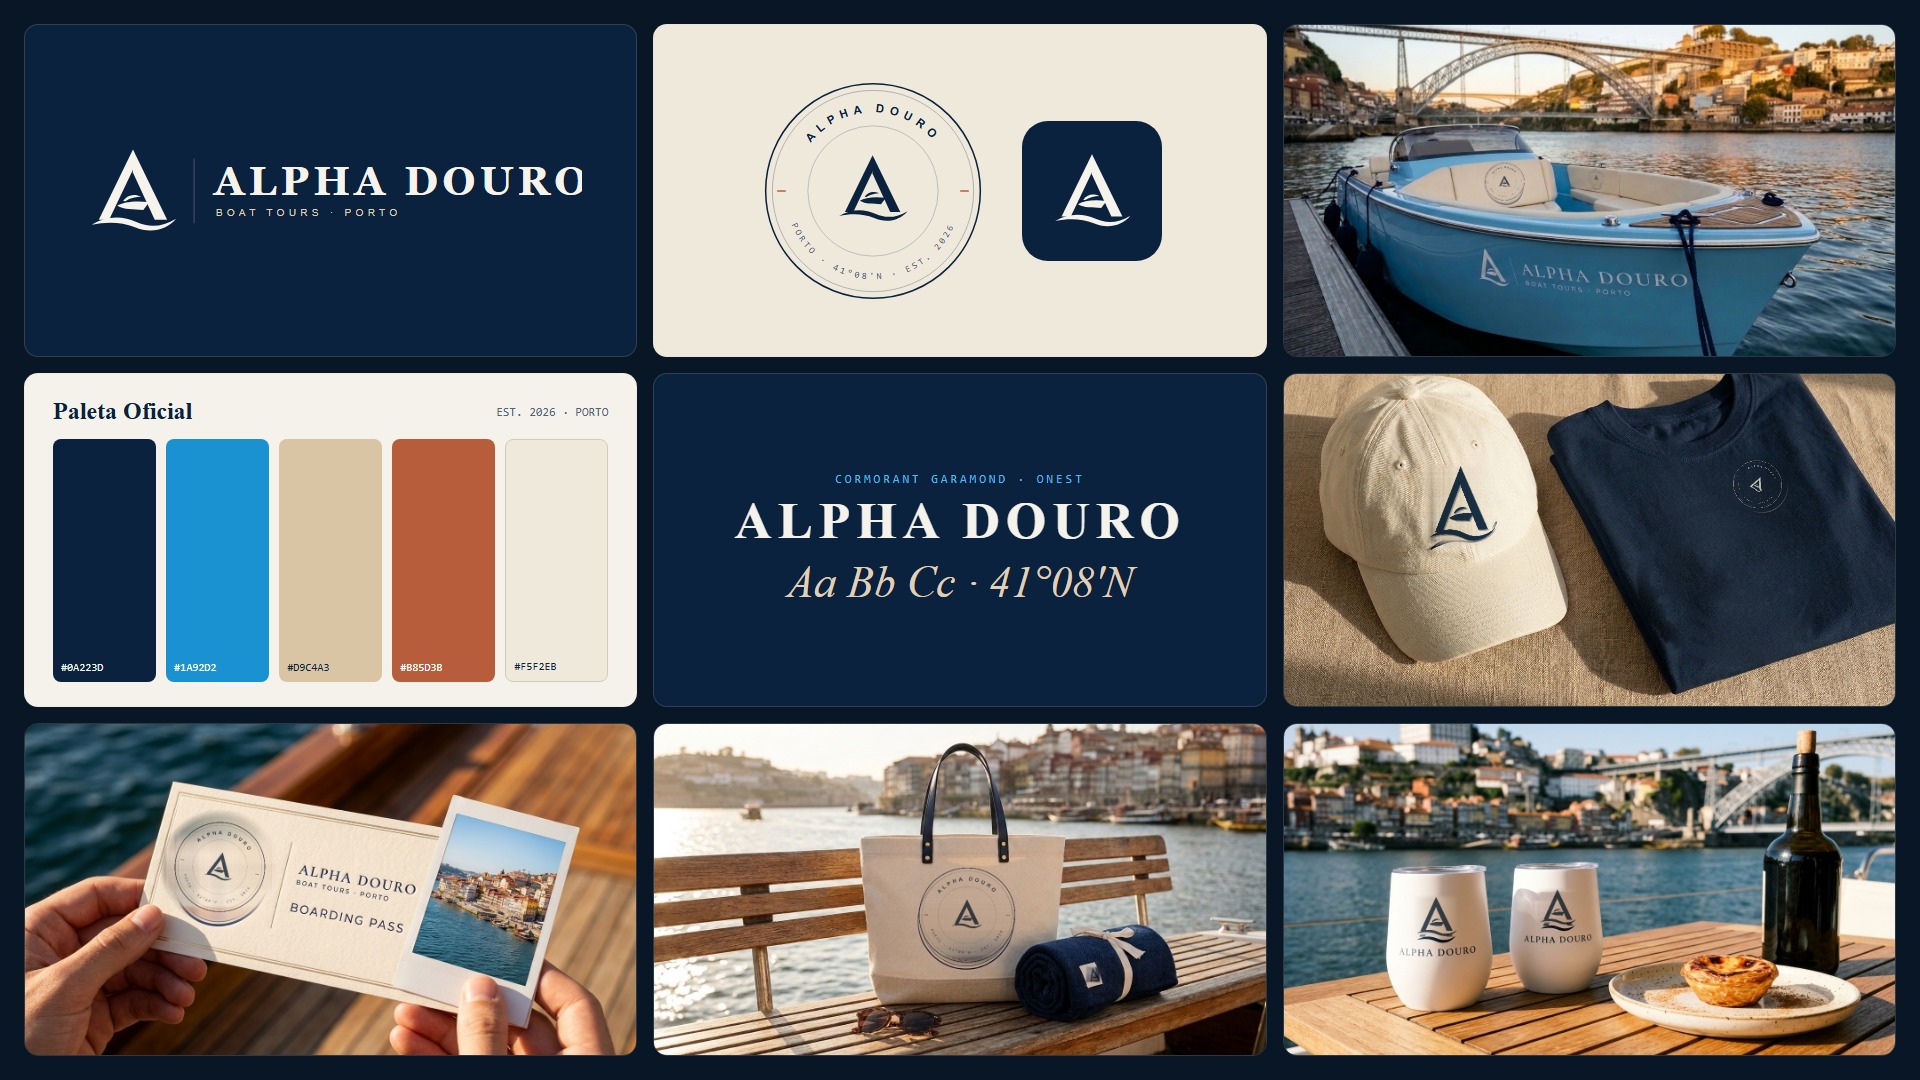 ALPHA DOURO
BOAT TOURS · PORTO
ALPHA DOURO
PORTO · 41°08'N · EST. 2026
ALPHA DOURO
BOAT TOURS · PORTO
Paleta Oficial
EST. 2026 · PORTO
#0A223D
#1A92D2
#D9C4A3
#B85D3B
#F5F2EB
CORMORANT GARAMOND · ONEST
ALPHA DOURO
Aa Bb Cc · 41°08'N
ALPHA DOURO
ALPHA DOURO
BOAT TOURS · PORTO
BOARDING PASS
ALPHA DOURO
ALPHA DOURO
ALPHA DOURO